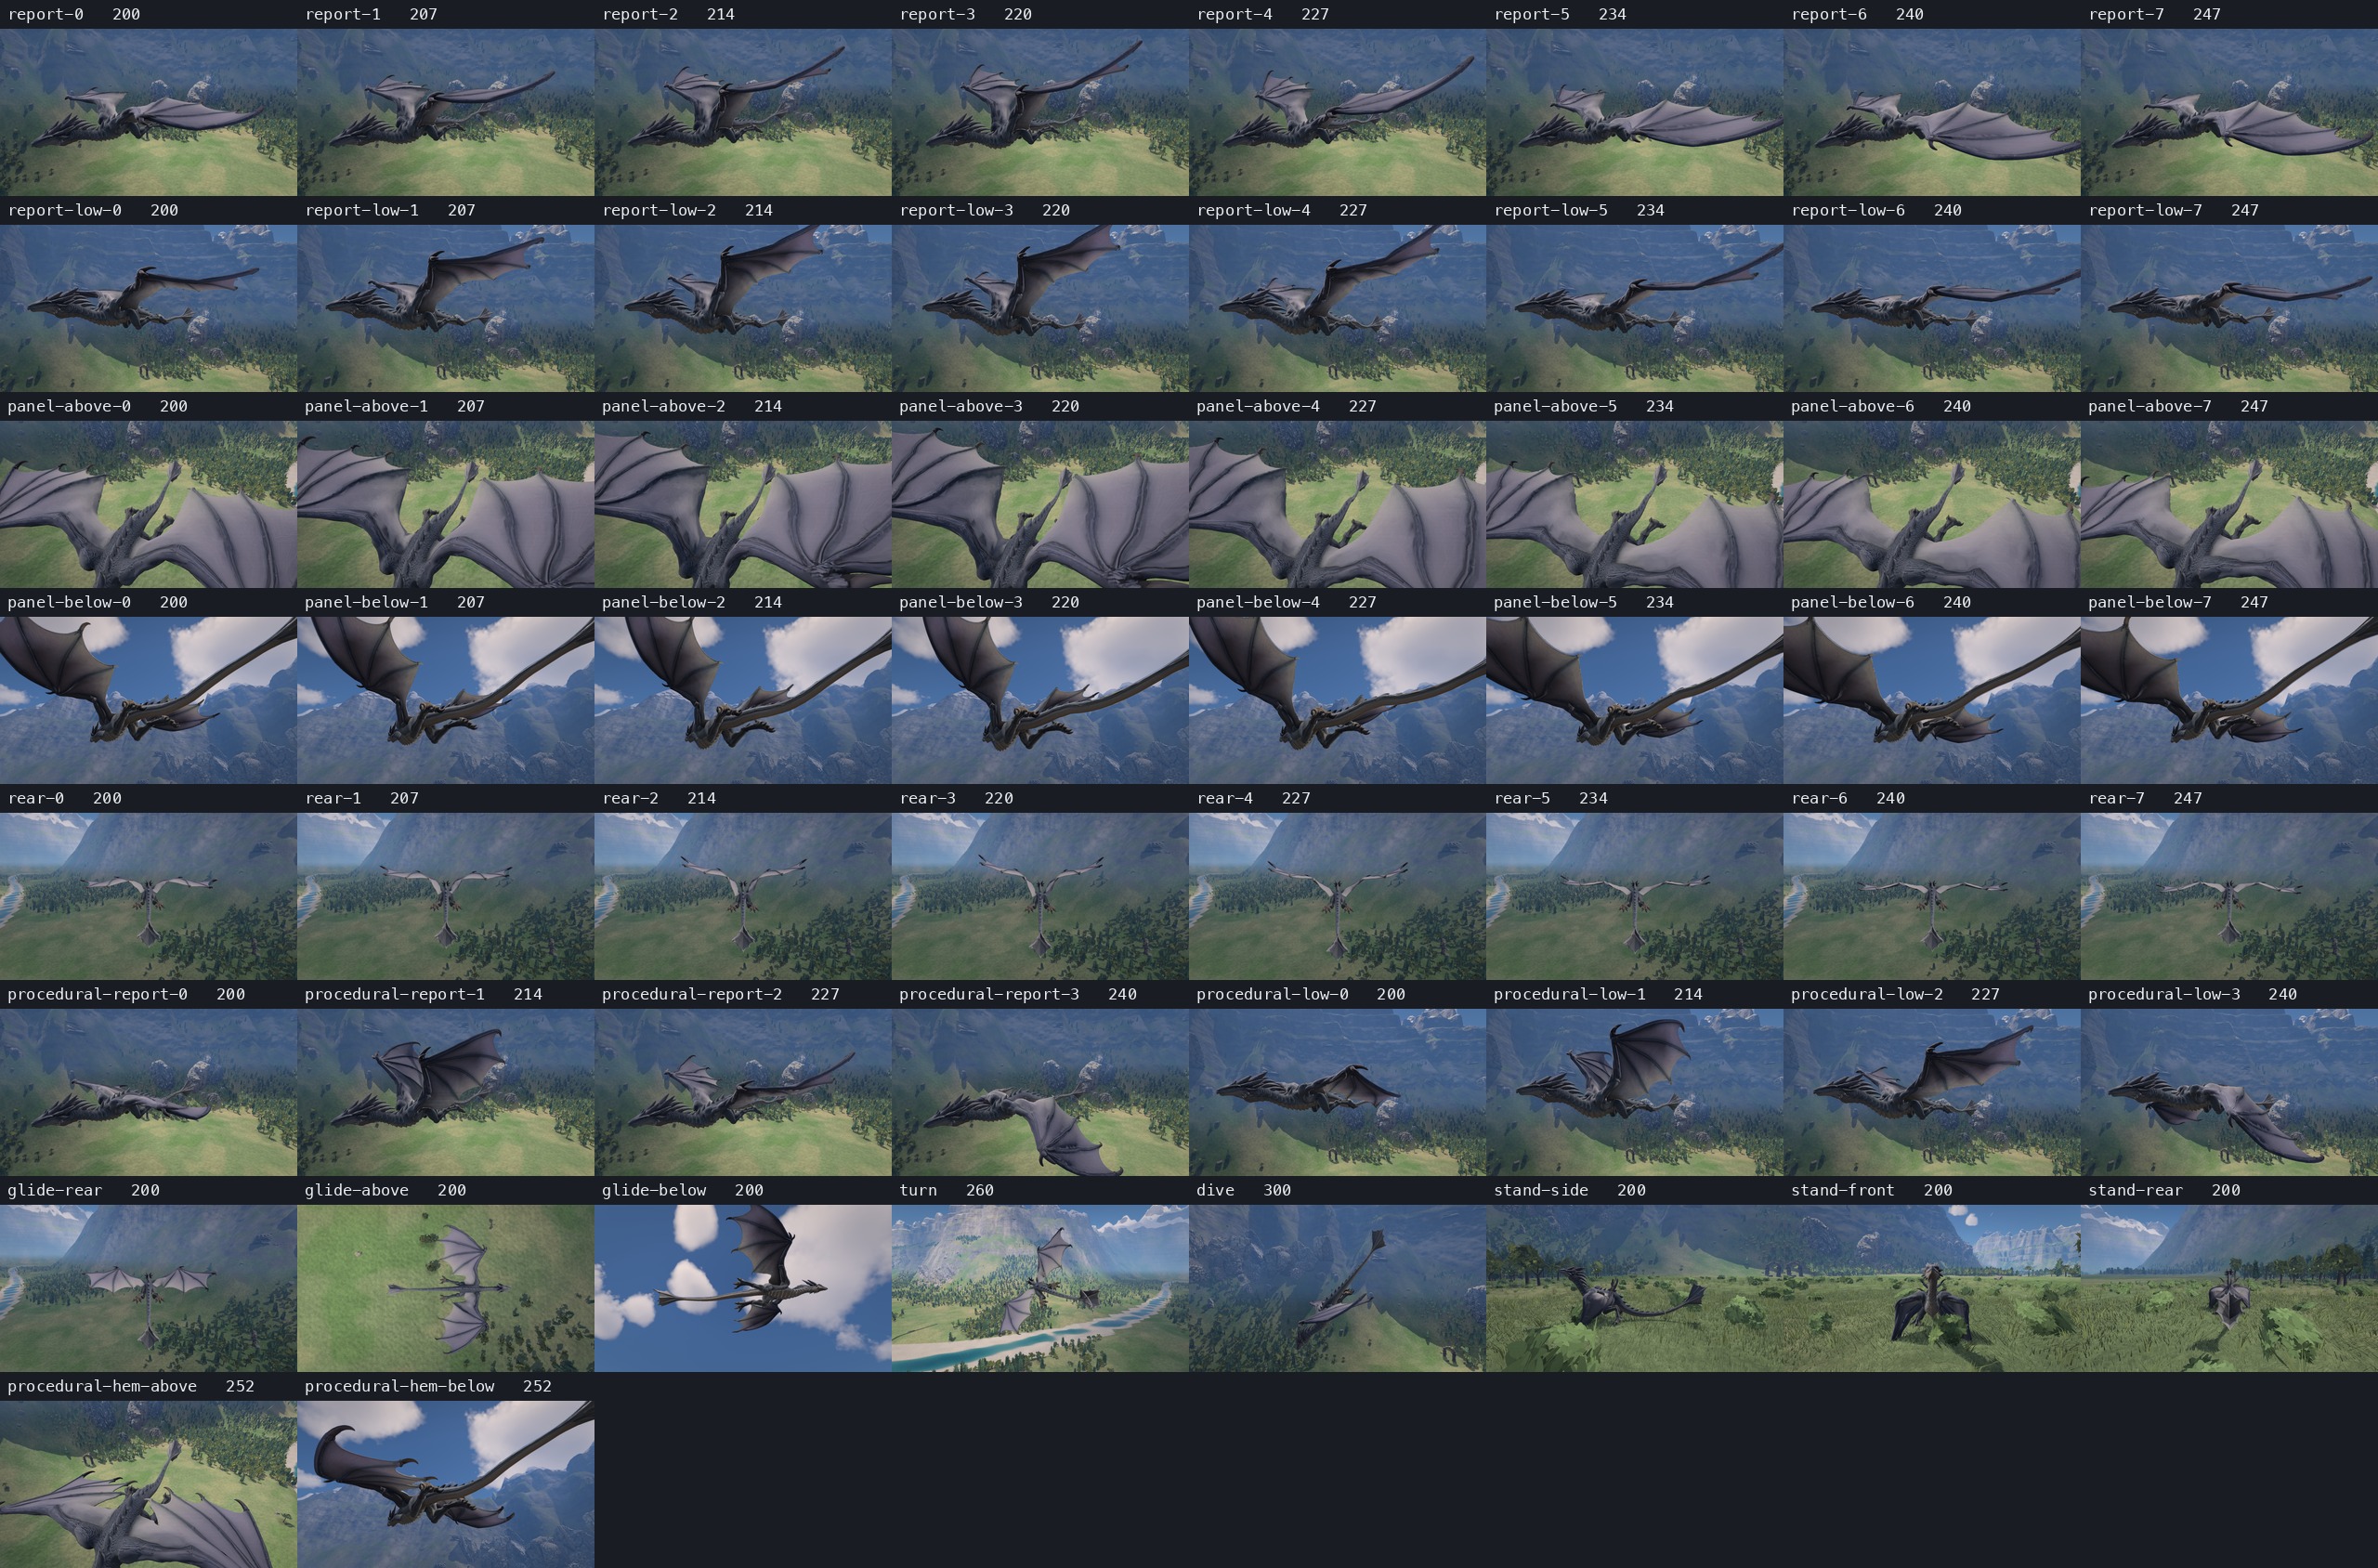 report-0 200
report-1 207
report-2 214
report-3 220
report-4 227
report-5 234
report-6 240
report-7 247
report-low-0 200
report-low-1 207
report-low-2 214
report-low-3 220
report-low-4 227
report-low-5 234
report-low-6 240
report-low-7 247
panel-above-0 200
panel-above-1 207
panel-above-2 214
panel-above-3 220
panel-above-4 227
panel-above-5 234
panel-above-6 240
panel-above-7 247
panel-below-0 200
panel-below-1 207
panel-below-2 214
panel-below-3 220
panel-below-4 227
panel-below-5 234
panel-below-6 240
panel-below-7 247
rear-0 200
rear-1 207
rear-2 214
rear-3 220
rear-4 227
rear-5 234
rear-6 240
rear-7 247
procedural-report-0 200
procedural-report-1 214
procedural-report-2 227
procedural-report-3 240
procedural-low-0 200
procedural-low-1 214
procedural-low-2 227
procedural-low-3 240
glide-rear 200
glide-above 200
glide-below 200
turn 260
dive 300
stand-side 200
stand-front 200
stand-rear 200
procedural-hem-above 252
procedural-hem-below 252